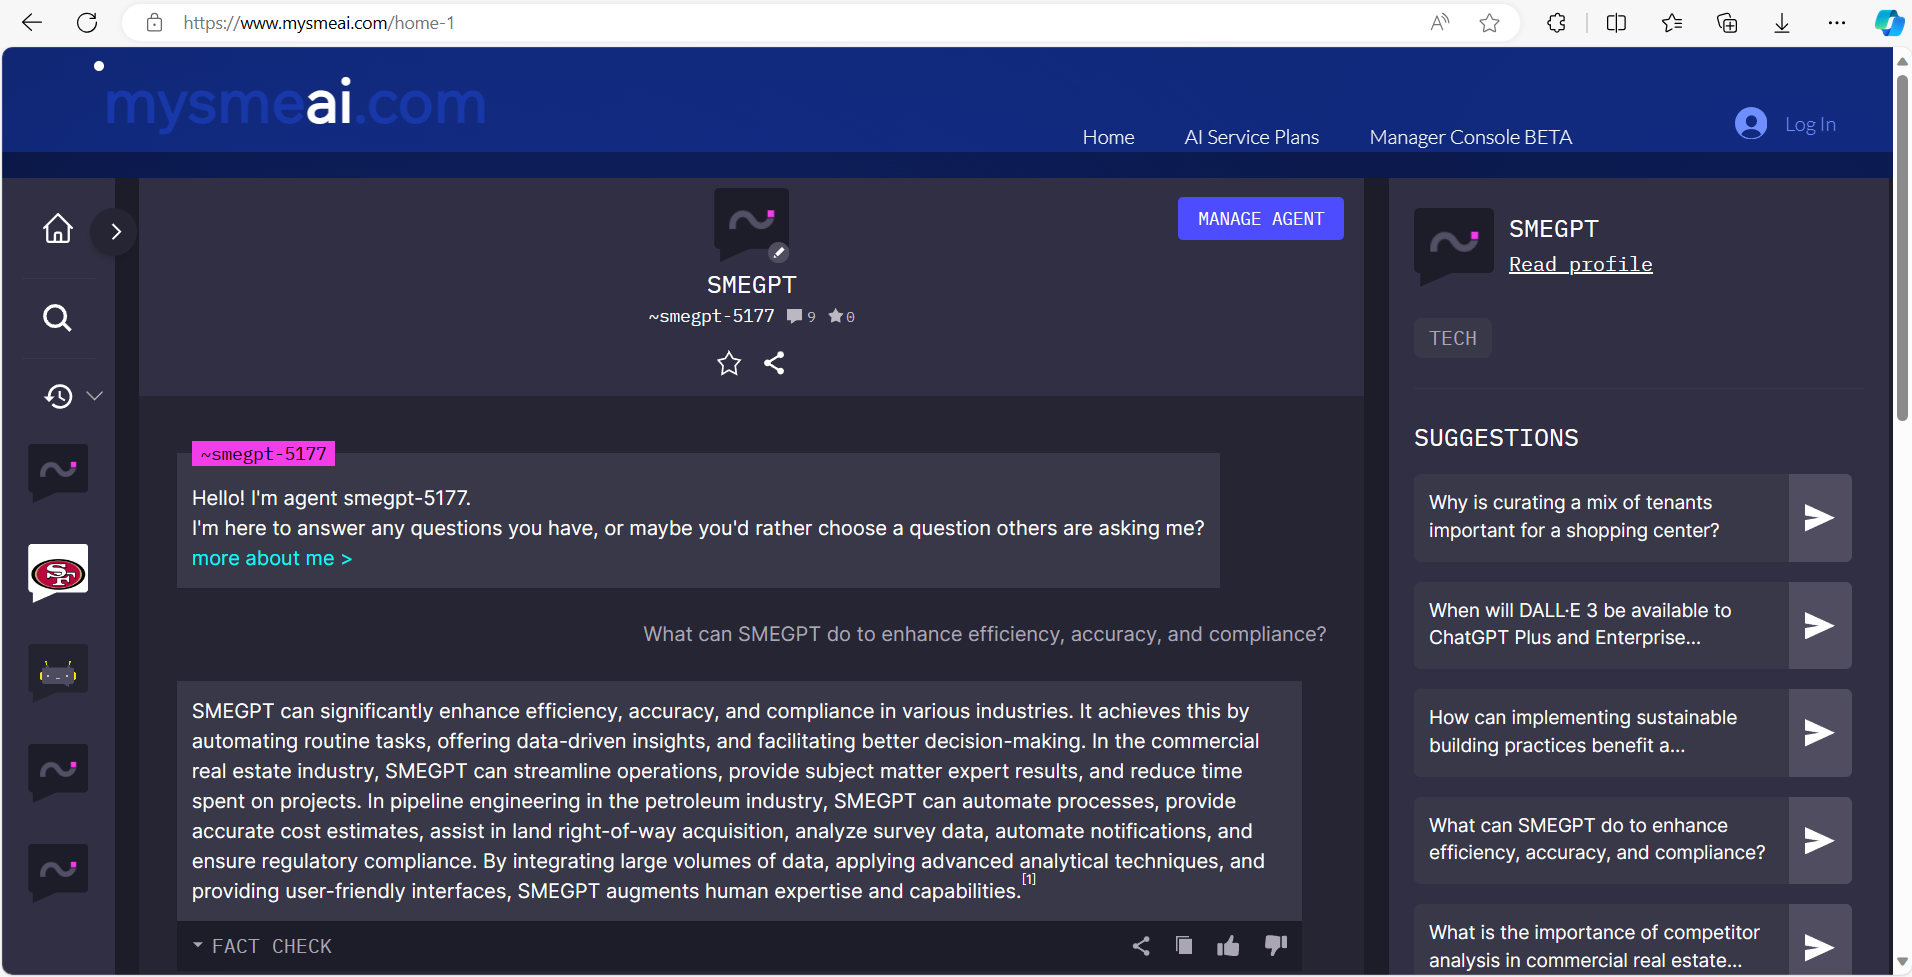 https://www.mysmeai.com/home-1
mysmeai.com
Home AI Service Plans Manager Console BETA Log In
MANAGE AGENT
SMEGPT
~smegpt-5177 9 0
~smegpt-5177
Hello! I'm agent smegpt-5177.
I'm here to answer any questions you have, or maybe you'd rather choose a question others are asking me?
more about me >
What can SMEGPT do to enhance efficiency, accuracy, and compliance?
SMEGPT can significantly enhance efficiency, accuracy, and compliance in various industries. It achieves this by
automating routine tasks, offering data-driven insights, and facilitating better decision-making. In the commercial
real estate industry, SMEGPT can streamline operations, provide subject matter expert results, and reduce time
spent on projects. In pipeline engineering in the petroleum industry, SMEGPT can automate processes, provide
accurate cost estimates, assist in land right-of-way acquisition, analyze survey data, automate notifications, and
ensure regulatory compliance. By integrating large volumes of data, applying advanced analytical techniques, and
providing user-friendly interfaces, SMEGPT augments human expertise and capabilities.[1]
FACT CHECK
SF
SMEGPT
Read profile
TECH
SUGGESTIONS
Why is curating a mix of tenants
important for a shopping center?
When will DALL·E 3 be available to
ChatGPT Plus and Enterprise...
How can implementing sustainable
building practices benefit a...
What can SMEGPT do to enhance
efficiency, accuracy, and compliance?
What is the importance of competitor
analysis in commercial real estate...